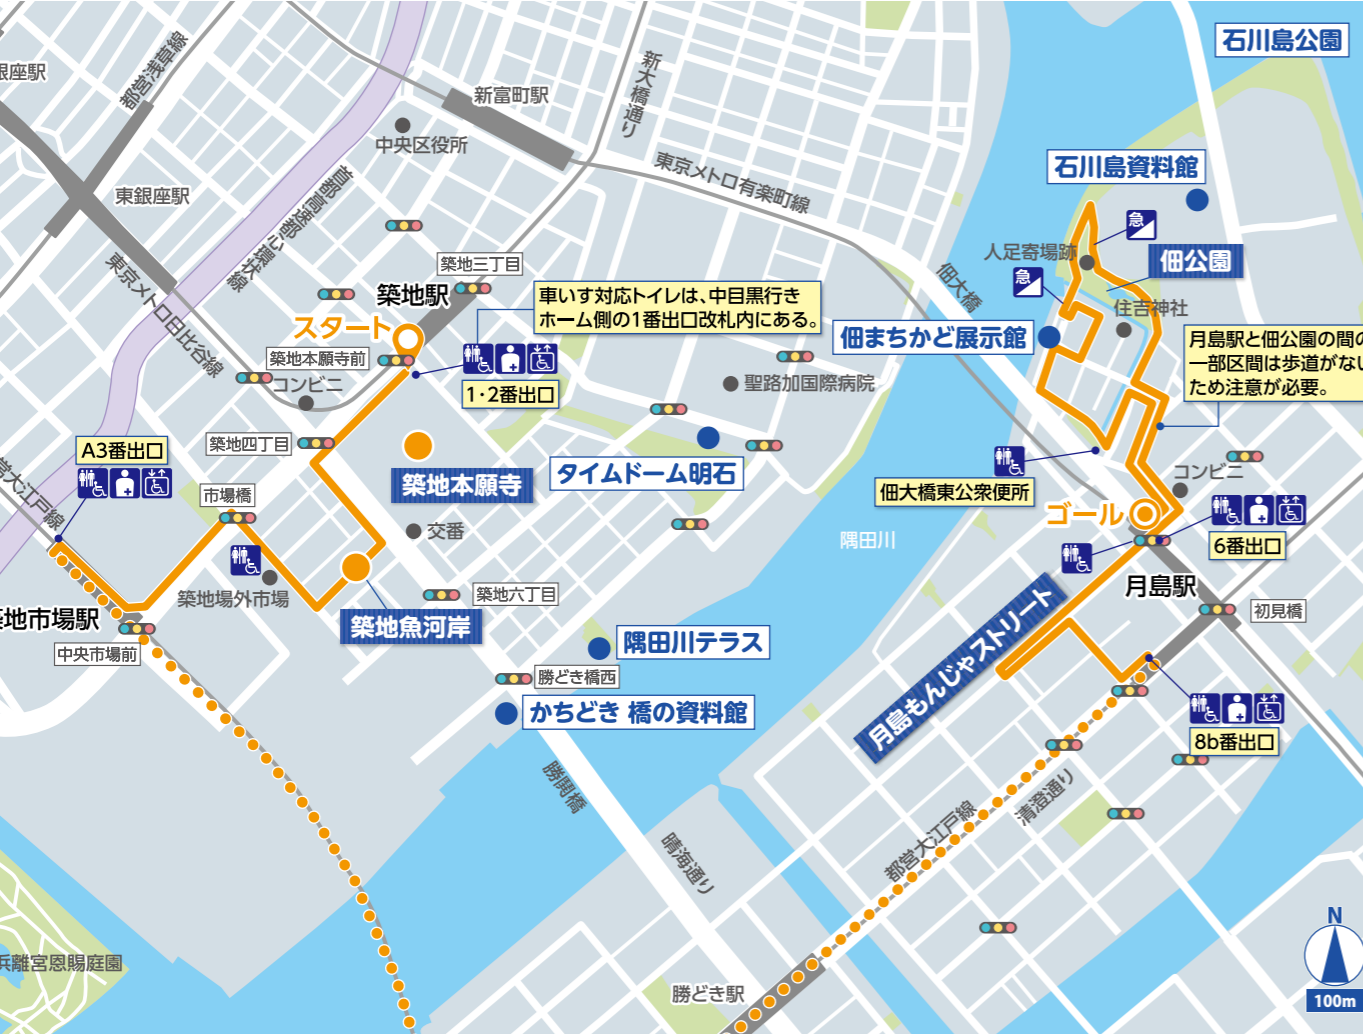 石川島公園
銀座駅
都営浅草線
新大橋通り
新富町駅
中央区役所
東京メトロ有楽町線
石川島資料館
東銀座駅
首都高速都心環状線
急
人足寄場跡
佃公園
築地三丁目
佃大橋
東京メトロ日比谷線
築地駅
急
車いす対応トイレは、中目黒行き
ホーム側の1番出口改札内にある。
住吉神社
スタート
佃まちかど展示館
月島駅と佃公園の間の
一部区間は歩道がない
ため注意が必要。
築地本願寺前
コンビニ
1・2番出口
聖路加国際病院
築地四丁目
A3番出口
営大江戸線
築地本願寺
タイムドーム明石
コンビニ
佃大橋東公衆便所
市場橋
ゴール
交番
隅田川
6番出口
築地場外市場
築地六丁目
月島駅
初見橋
築地市場駅
築地魚河岸
中央市場前
隅田川テラス
月島もんじゃストリート
勝どき橋西
かちどき 橋の資料館
8b番出口
勝鬨橋
清澄通り
都営大江戸線
晴海通り
浜離宮恩賜庭園
勝どき駅
N
100m